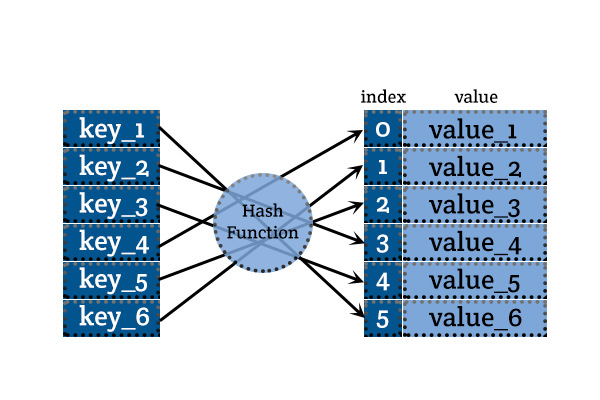 index value
key_1 0 value_1
key_2 1 value_2
key_3 2 value_3
Hash
Function
key_4 3 value_4
key_5 4 value_5
key_6 5 value_6